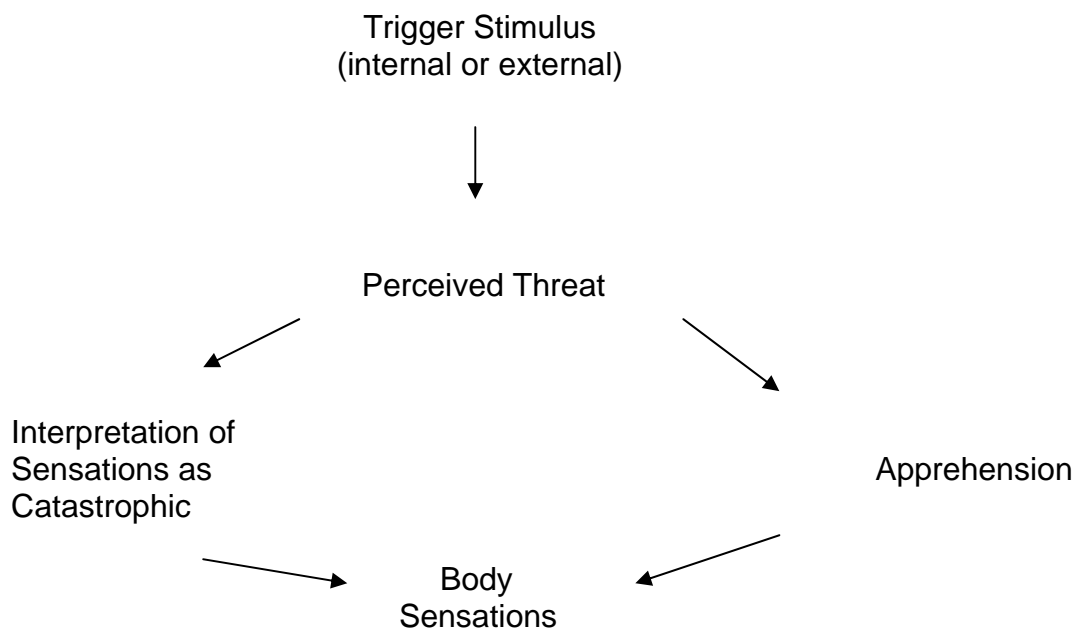 Trigger Stimulus
(internal or external)
Perceived Threat
Interpretation of
Sensations as
Catastrophic
Apprehension
Body
Sensations